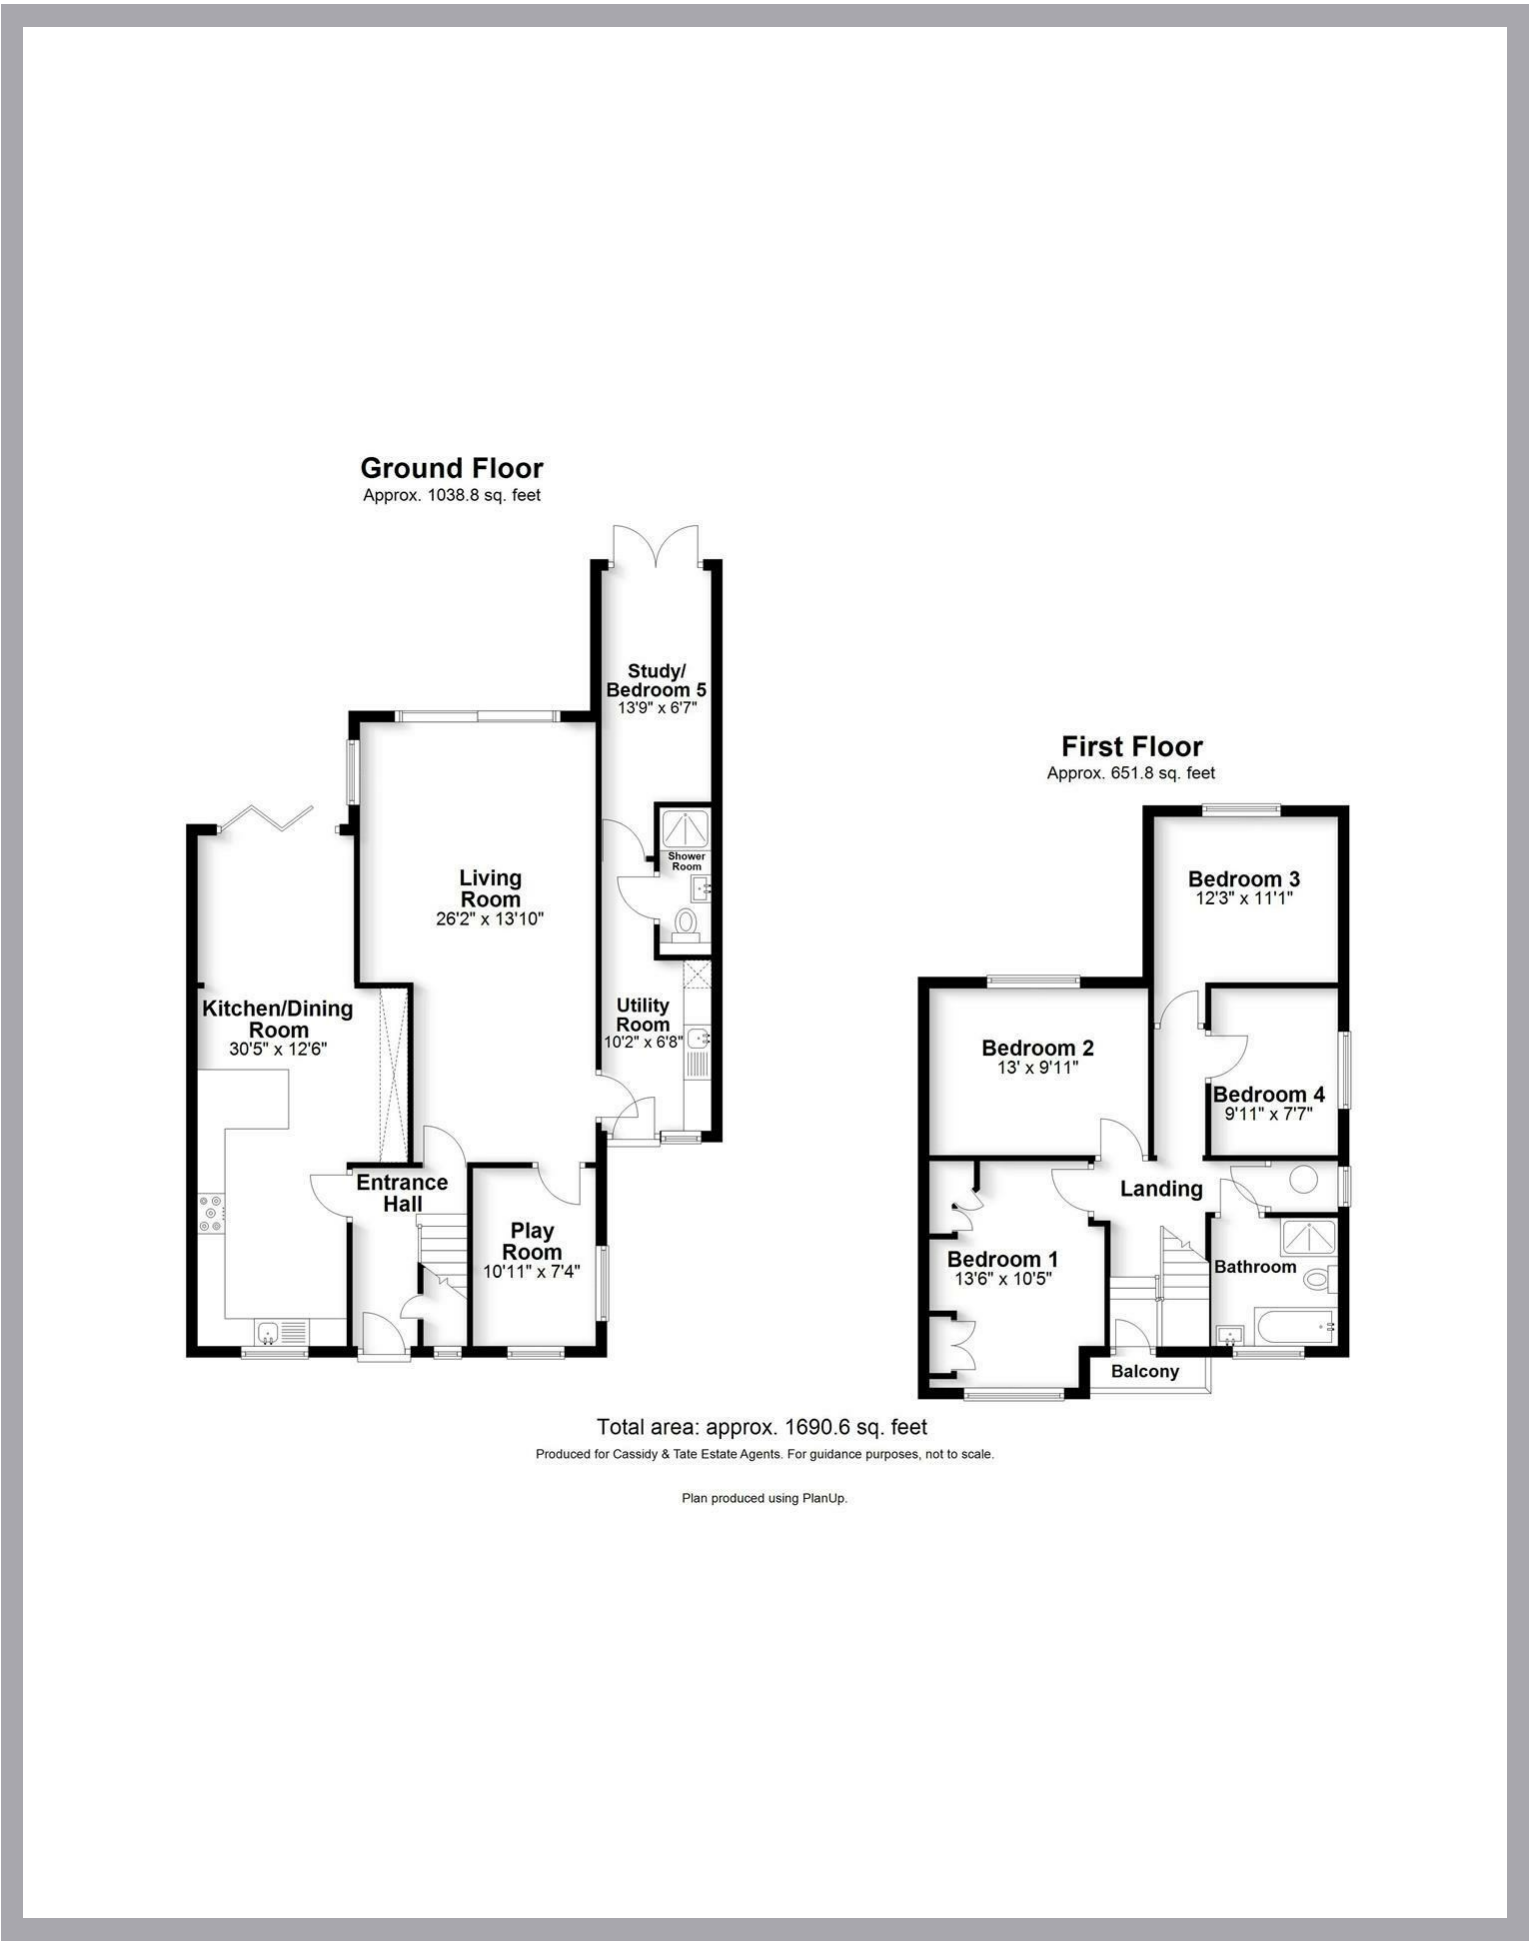 Ground Floor
Approx. 1038.8 sq. feet
Study/
Bedroom 5
13'9" x 6'7"
Shower
Room
Living
Room
26'2" x 13'10"
Kitchen/Dining
Room
30'5" x 12'6"
Utility
Room
10'2" x 6'8"
Entrance
Hall
Play
Room
10'11" x 7'4"
First Floor
Approx. 651.8 sq. feet
Bedroom 3
12'3" x 11'1"
Bedroom 2
13' x 9'11"
Bedroom 4
9'11" x 7'7"
Landing
Bedroom 1
13'6" x 10'5"
Bathroom
Balcony
Total area: approx. 1690.6 sq. feet
Produced for Cassidy & Tate Estate Agents. For guidance purposes, not to scale.
Plan produced using PlanUp.